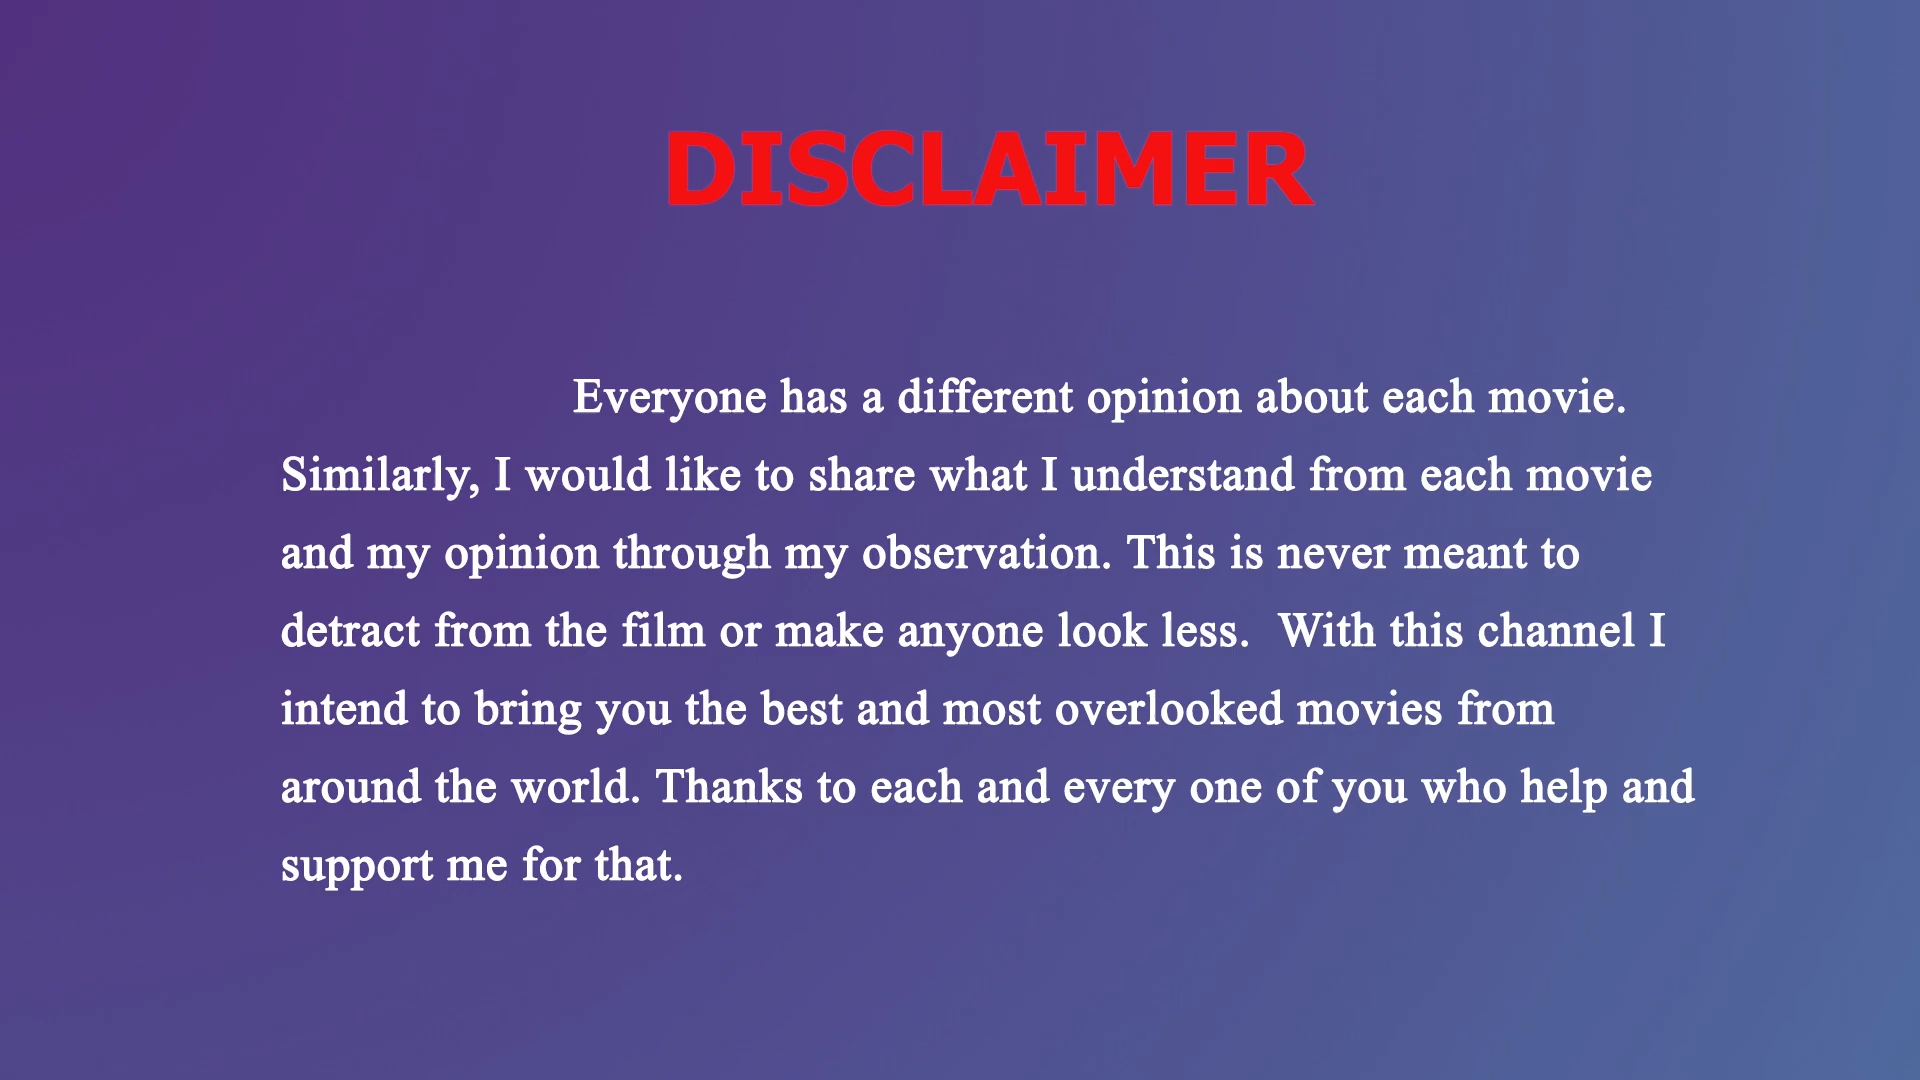 DISCLAIMER
Everyone has a different opinion about each movie.
Similarly, I would like to share what I understand from each movie
and my opinion through my observation. This is never meant to
detract from the film or make anyone look less.  With this channel I
intend to bring you the best and most overlooked movies from
around the world. Thanks to each and every one of you who help and
support me for that.